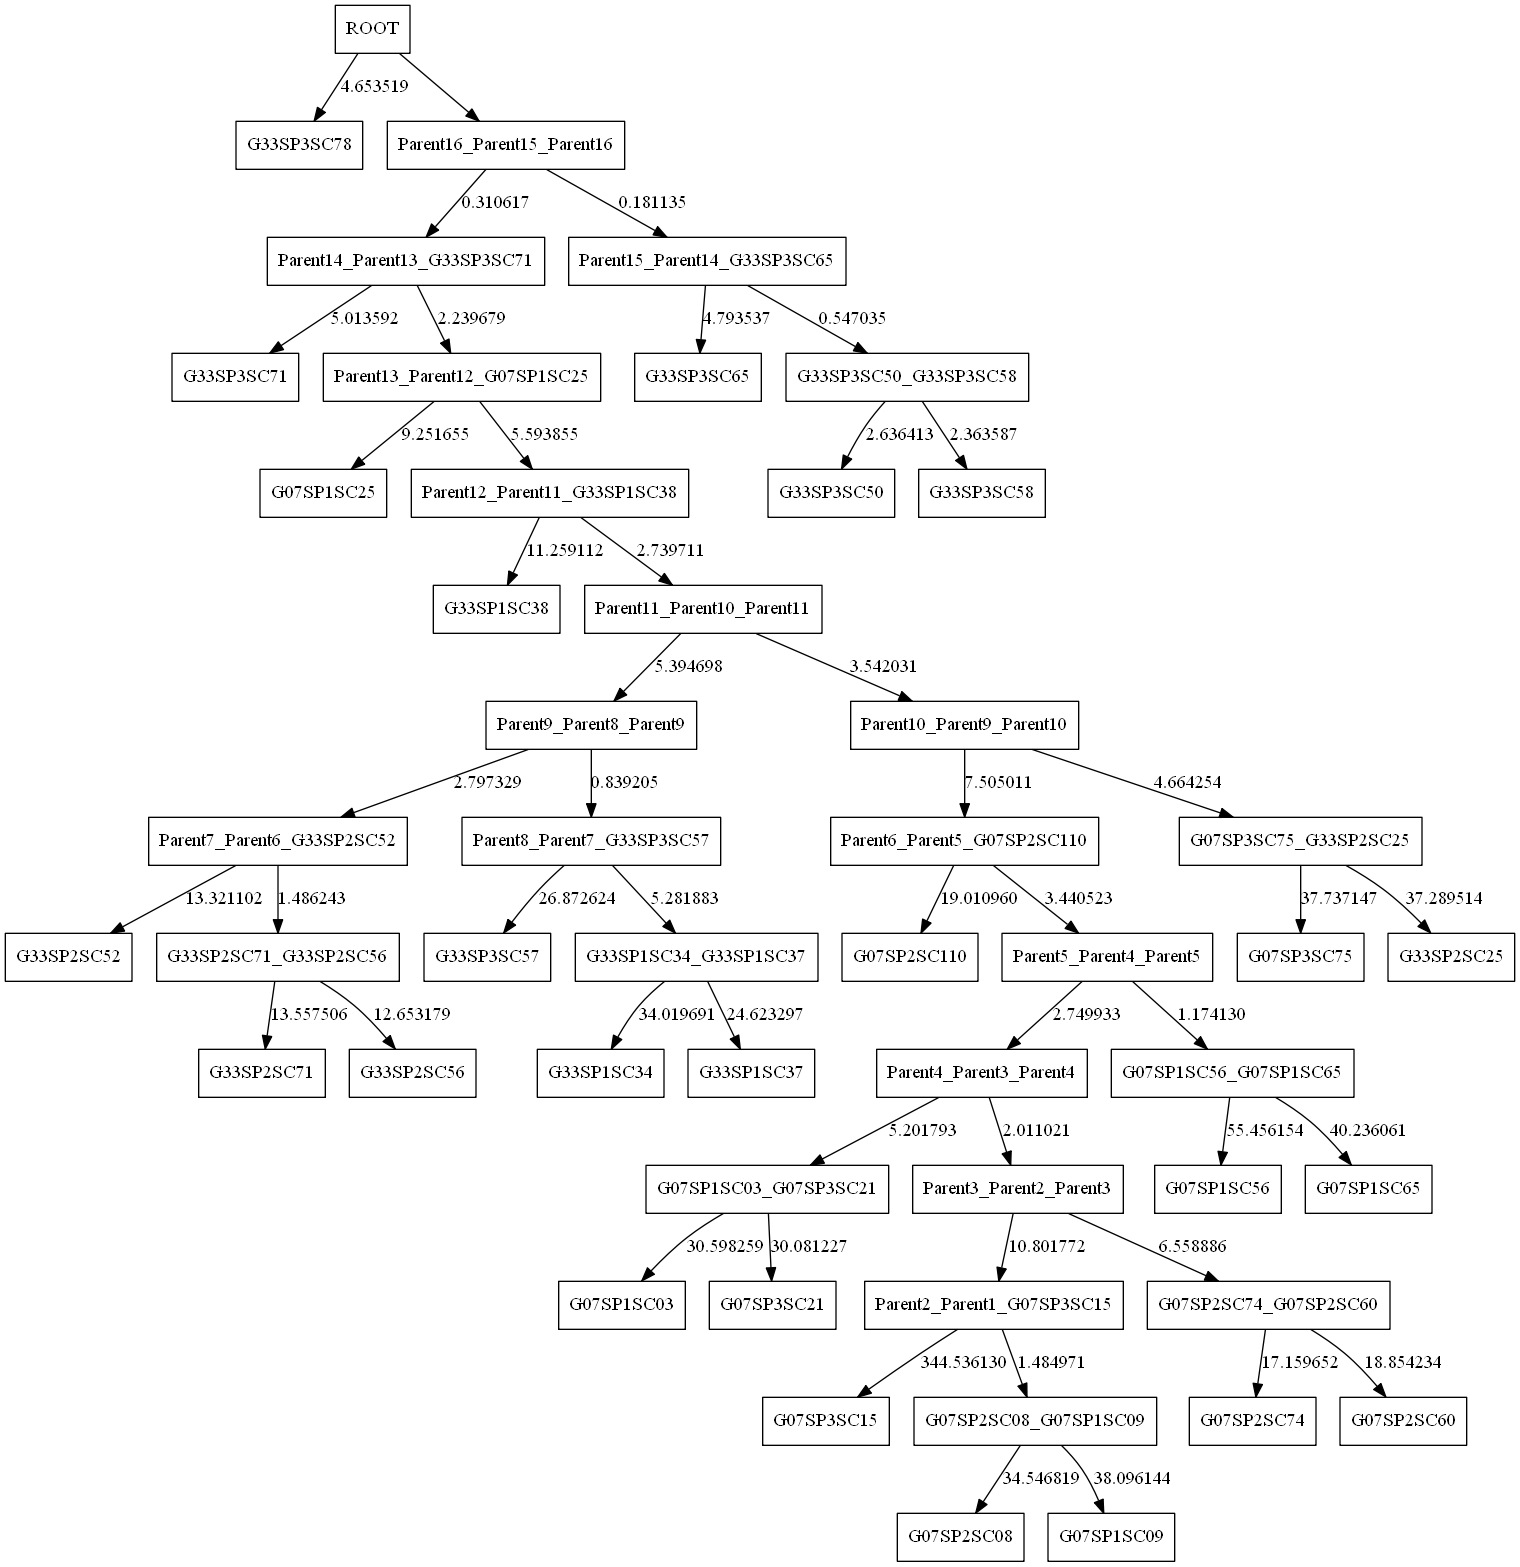 ROOT
4.653519
G33SP3SC78
Parent16_Parent15_Parent16
0.310617
0.181135
Parent14_Parent13_G33SP3SC71
Parent15_Parent14_G33SP3SC65
5.013592
2.239679
4.793537
0.547035
G33SP3SC71
Parent13_Parent12_G07SP1SC25
G33SP3SC65
G33SP3SC50_G33SP3SC58
9.251655
5.593855
2.636413
2.363587
G07SP1SC25
Parent12_Parent11_G33SP1SC38
G33SP3SC50
G33SP3SC58
11.259112
2.739711
G33SP1SC38
Parent11_Parent10_Parent11
5.394698
3.542031
Parent9_Parent8_Parent9
Parent10_Parent9_Parent10
2.797329
0.839205
7.505011
4.664254
Parent7_Parent6_G33SP2SC52
Parent8_Parent7_G33SP3SC57
Parent6_Parent5_G07SP2SC110
G07SP3SC75_G33SP2SC25
13.321102
1.486243
26.872624
5.281883
19.010960
3.440523
37.737147
37.289514
G33SP2SC52
G33SP2SC71_G33SP2SC56
G33SP3SC57
G33SP1SC34_G33SP1SC37
G07SP2SC110
Parent5_Parent4_Parent5
G07SP3SC75
G33SP2SC25
13.557506
12.653179
34.019691
24.623297
2.749933
1.174130
G33SP2SC71
G33SP2SC56
G33SP1SC34
G33SP1SC37
Parent4_Parent3_Parent4
G07SP1SC56_G07SP1SC65
5.201793
2.011021
55.456154
40.236061
G07SP1SC03_G07SP3SC21
Parent3_Parent2_Parent3
G07SP1SC56
G07SP1SC65
30.598259
30.081227
10.801772
6.558886
G07SP1SC03
G07SP3SC21
Parent2_Parent1_G07SP3SC15
G07SP2SC74_G07SP2SC60
344.536130
1.484971
17.159652
18.854234
G07SP3SC15
G07SP2SC08_G07SP1SC09
G07SP2SC74
G07SP2SC60
34.546819
38.096144
G07SP2SC08
G07SP1SC09